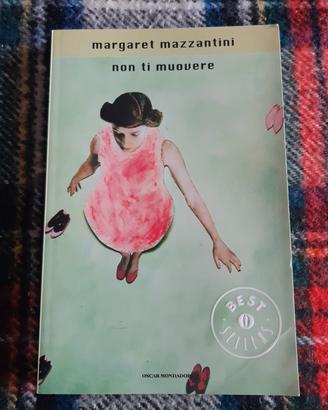 margaret mazzantini
non ti muovere
BEST
SELLERS
OSCAR MONDADORI